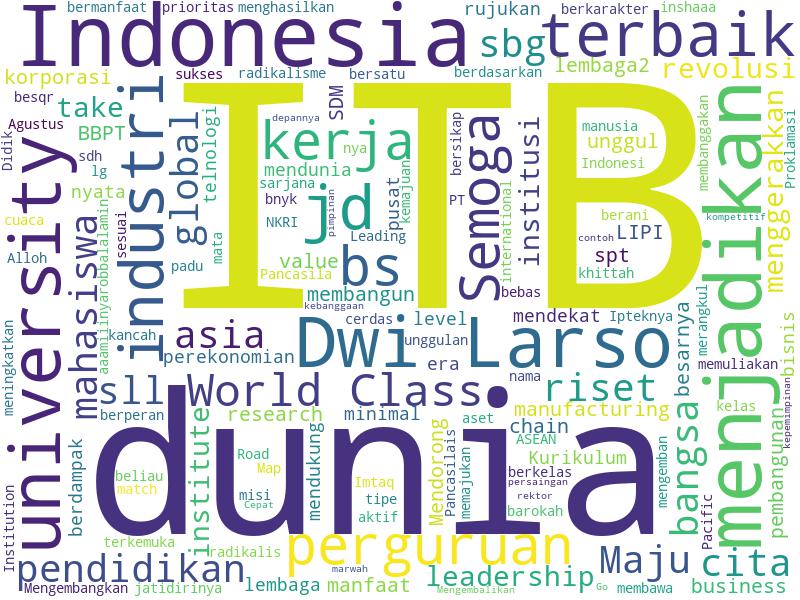 bermanfaat prioritas menghasilkan rujukan berkarakter inshaaa
Indonesia sbg terbaik
korporasi sukses radikalisme bersatu berdasarkan lembaga2 revolusi
besqr take industri ITB
Agustus BBPT global telnologi depannya SDM bersikap Semoga institusi manusia membanggakan menjadikan menggerakkan Proklamasi
Didik sdh kerja nya unggul
lg mendunia Indonesi
university nyata sarjana kemajuan
mahasiswa bnyk jd pimpinan pusat PT international berani
cuaca sesuai NKRI Leading contoh LIPI kompetitif
Alloh mata value bs spt
padu Pancasila khittah
aaamiiinyarobbalalamin membangun bebas
kebanggaan
meningkatkan kancah asia Dwi Larso cerdas level mendekat Ipteknya besarnya merangkul bisnis
perekonomian unggulan era nama memuliakan
sll World Class riset kelas
berperan research minimal manufacturing kepemimpinan
dunia aset chain
berdampak institute Road mendukung Mendorong Pancasilais memajukan ASEAN bangsa pembangunan
beliau Map Imtaq Kurikulum mengemban
match misi tipe berkelas
Cepat aktif persaingan
rektor barokah Pacific
Institution terkemuka radikalis perguruan
pendidikan marwah leadership Maju cita
Mengembangkan jatidirinya lembaga manfaat Mengembalikan Go membawa business